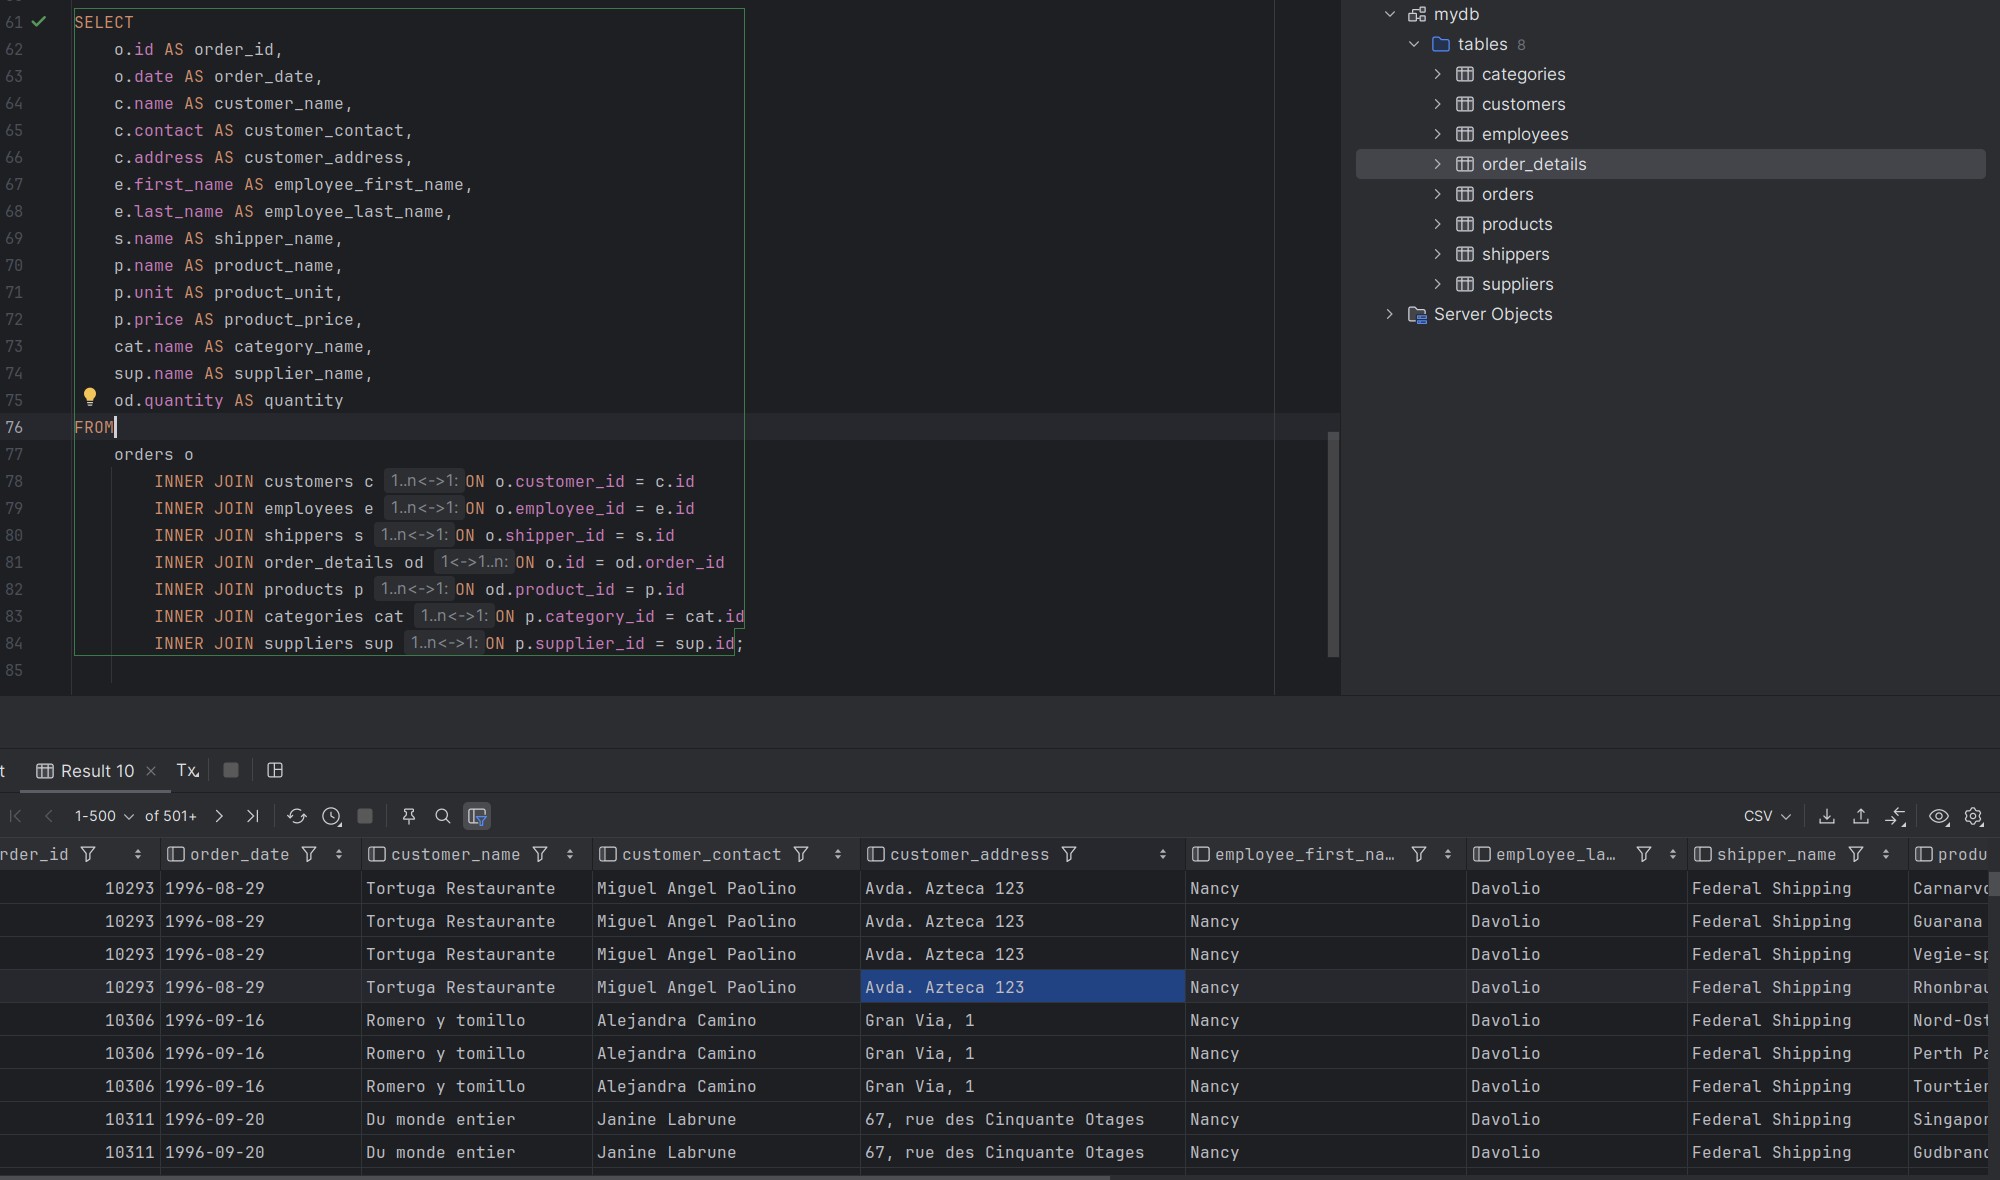 61 SELECT
62 o.id AS order_id,
63 o.date AS order_date,
64 c.name AS customer_name,
65 c.contact AS customer_contact,
66 c.address AS customer_address,
67 e.first_name AS employee_first_name,
68 e.last_name AS employee_last_name,
69 s.name AS shipper_name,
70 p.name AS product_name,
71 p.unit AS product_unit,
72 p.price AS product_price,
73 cat.name AS category_name,
74 sup.name AS supplier_name,
75 od.quantity AS quantity
76 FROM
77 orders o
78 INNER JOIN customers c 1..n<->1: ON o.customer_id = c.id
79 INNER JOIN employees e 1..n<->1: ON o.employee_id = e.id
80 INNER JOIN shippers s 1..n<->1: ON o.shipper_id = s.id
81 INNER JOIN order_details od 1<->1..n: ON o.id = od.order_id
82 INNER JOIN products p 1..n<->1: ON od.product_id = p.id
83 INNER JOIN categories cat 1..n<->1: ON p.category_id = cat.id
84 INNER JOIN suppliers sup 1..n<->1: ON p.supplier_id = sup.id;
85
mydb
tables 8
categories
customers
employees
order_details
orders
products
shippers
suppliers
Server Objects
t Result 10 Tx
1-500 of 501+ CSV
rder_id order_date customer_name customer_contact customer_address employee_first_na... employee_la... shipper_name produ
10293 1996-08-29 Tortuga Restaurante Miguel Angel Paolino Avda. Azteca 123 Nancy Davolio Federal Shipping Carnarvo
10293 1996-08-29 Tortuga Restaurante Miguel Angel Paolino Avda. Azteca 123 Nancy Davolio Federal Shipping Guarana
10293 1996-08-29 Tortuga Restaurante Miguel Angel Paolino Avda. Azteca 123 Nancy Davolio Federal Shipping Vegie-sp
10293 1996-08-29 Tortuga Restaurante Miguel Angel Paolino Avda. Azteca 123 Nancy Davolio Federal Shipping Rhonbrau
10306 1996-09-16 Romero y tomillo Alejandra Camino Gran Via, 1 Nancy Davolio Federal Shipping Nord-Ost
10306 1996-09-16 Romero y tomillo Alejandra Camino Gran Via, 1 Nancy Davolio Federal Shipping Perth Pa
10306 1996-09-16 Romero y tomillo Alejandra Camino Gran Via, 1 Nancy Davolio Federal Shipping Tourtier
10311 1996-09-20 Du monde entier Janine Labrune 67, rue des Cinquante Otages Nancy Davolio Federal Shipping Singapor
10311 1996-09-20 Du monde entier Janine Labrune 67, rue des Cinquante Otages Nancy Davolio Federal Shipping Gudbrand